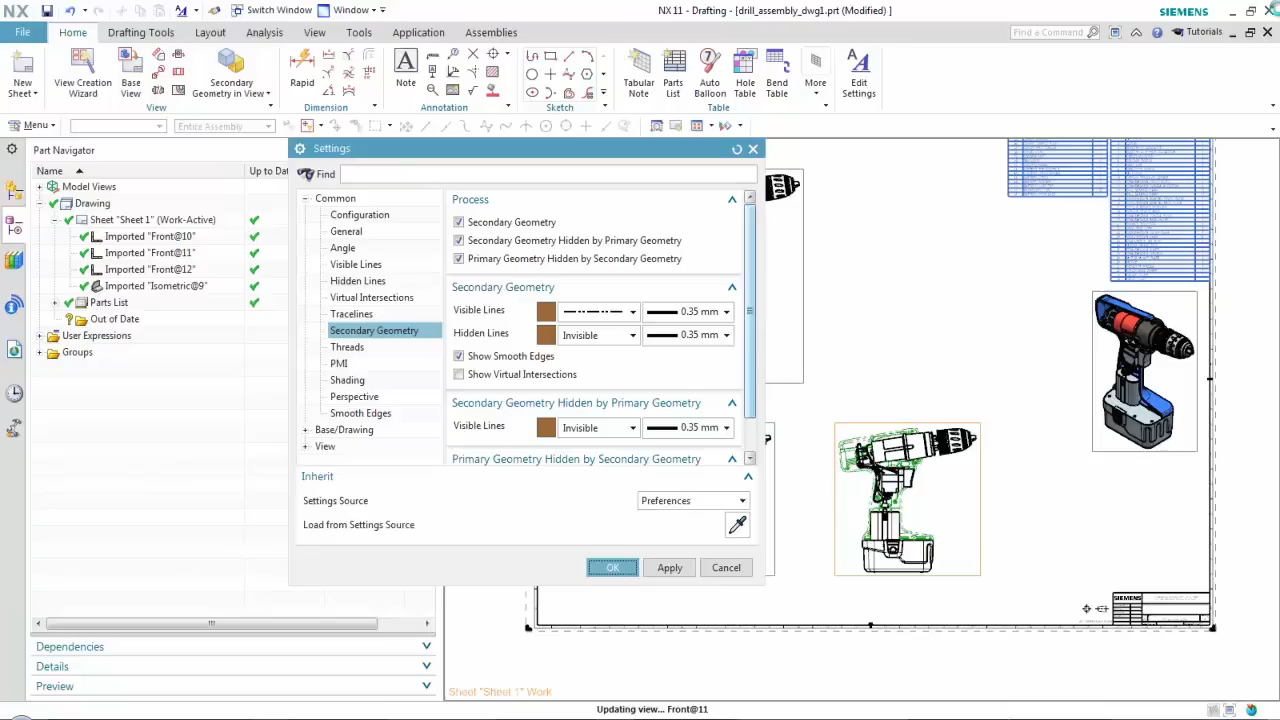 NX
Switch Window
Window
NX 11 - Drafting - [drill_assembly_dwg1.prt (Modified) ]
SIEMENS
File
Home
Drafting Tools
Layout
Analysis
View
Tools
Application
Assemblies
Find a Command
Tutorials
New Sheet
View Creation Wizard
Base View
Secondary Geometry in View
Rapid
Note
Tabular Note
Parts List
Auto Balloon
Hole Table
Bend Table
More
Edit Settings
View
Dimension
Annotation
Sketch
Table
Menu
Entire Assembly
Part Navigator
Name
Up to Dat
Model Views
Drawing
Sheet "Sheet 1" (Work-Active)
Imported "Front@10"
Imported "Front@11"
Imported "Front@12"
Imported "Isometric@9"
Parts List
Out of Date
User Expressions
Groups
Dependencies
Details
Preview
Settings
Find
Common
Configuration
General
Angle
Visible Lines
Hidden Lines
Virtual Intersections
Tracelines
Secondary Geometry
Threads
PMI
Shading
Perspective
Smooth Edges
Base/Drawing
View
Process
Secondary Geometry
Secondary Geometry Hidden by Primary Geometry
Primary Geometry Hidden by Secondary Geometry
Secondary Geometry
Visible Lines
0.35 mm
Hidden Lines
Invisible
0.35 mm
Show Smooth Edges
Show Virtual Intersections
Secondary Geometry Hidden by Primary Geometry
Visible Lines
Invisible
0.35 mm
Primary Geometry Hidden by Secondary Geometry
Inherit
Settings Source
Preferences
Load from Settings Source
OK
Apply
Cancel
SIEMENS
Sheet "Sheet 1" Work
Updating view... Front@11